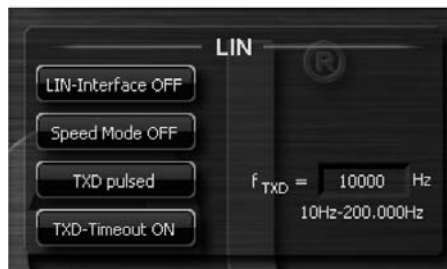 LIN
®
LIN-Interface OFF
Speed Mode OFF
TXD pulsed
f TXD = 10000 Hz
10Hz-200.000Hz
TXD-Timeout ON